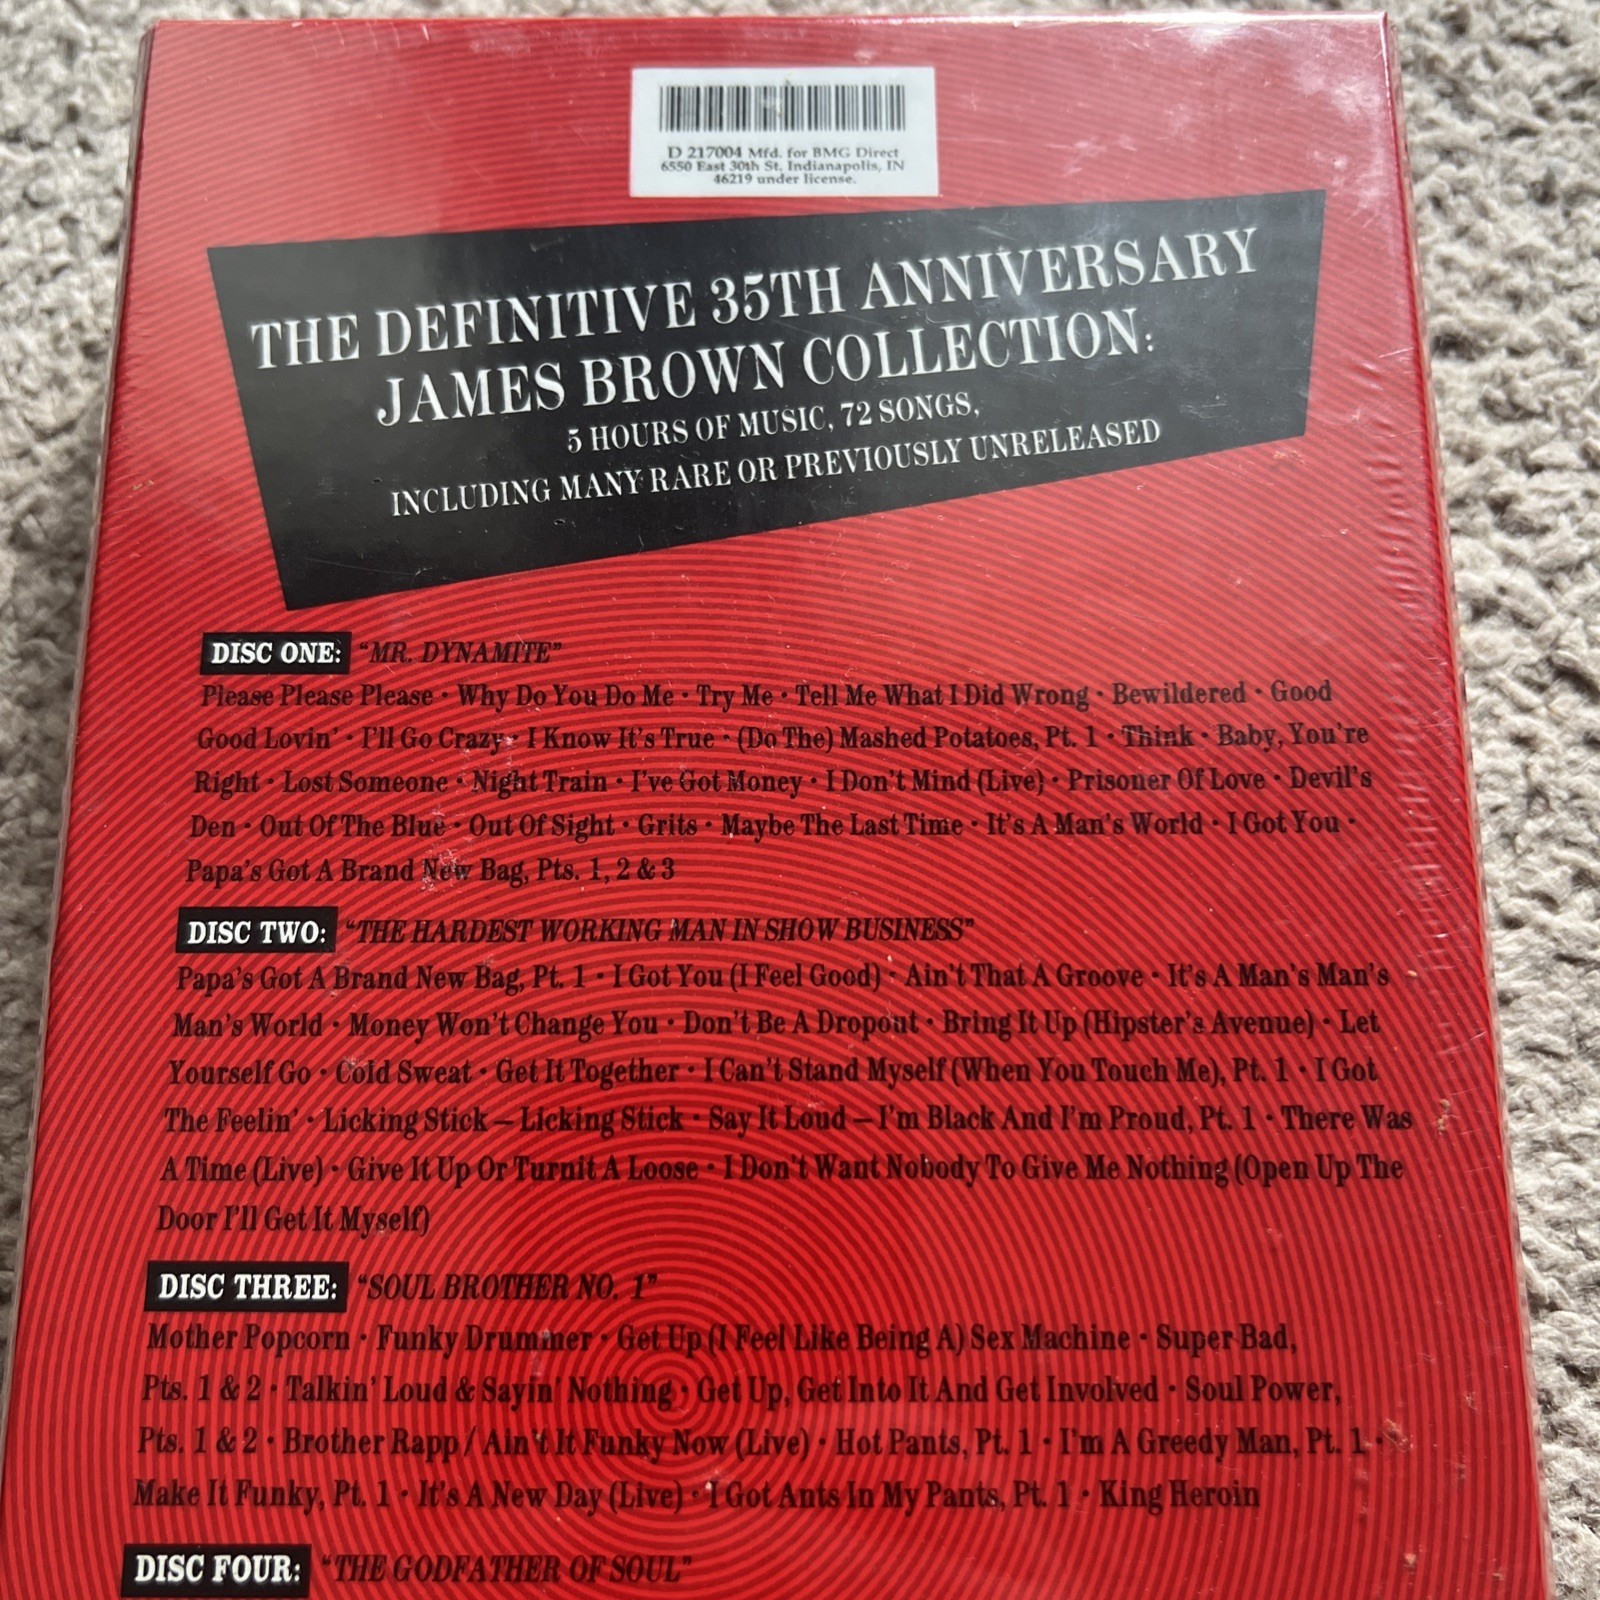 D 217004 Mfd. for BMG Direct
6550 East 30th St. Indianapolis, IN
46219 under license.
THE DEFINITIVE 35TH ANNIVERSARY
JAMES BROWN COLLECTION:
5 HOURS OF MUSIC, 72 SONGS,
INCLUDING MANY RARE OR PREVIOUSLY UNRELEASED
DISC ONE: "MR. DYNAMITE"
Please Please Please • Why Do You Do Me • Try Me • Tell Me What I Did Wrong • Bewildered • Good
Good Lovin' • I'll Go Crazy • I Know It's True • (Do The) Mashed Potatoes, Pt. 1 • Think • Baby, You're
Right • Lost Someone • Night Train • I've Got Money • I Don't Mind (Live) • Prisoner Of Love • Devil's
Den • Out Of The Blue • Out Of Sight • Grits • Maybe The Last Time • It's A Man's World • I Got You •
Papa's Got A Brand New Bag, Pts. 1, 2 & 3
DISC TWO: "THE HARDEST WORKING MAN IN SHOW BUSINESS"
Papa's Got A Brand New Bag, Pt. 1 • I Got You (I Feel Good) • Ain't That A Groove • It's A Man's Man's
Man's World • Money Won't Change You • Don't Be A Dropout • Bring It Up (Hipster's Avenue) • Let
Yourself Go • Cold Sweat • Get It Together • I Can't Stand Myself (When You Touch Me), Pt. 1 • I Got
The Feelin' • Licking Stick – Licking Stick • Say It Loud – I'm Black And I'm Proud, Pt. 1 • There Was
A Time (Live) • Give It Up Or Turnit A Loose • I Don't Want Nobody To Give Me Nothing (Open Up The
Door I'll Get It Myself)
DISC THREE: "SOUL BROTHER NO. 1"
Mother Popcorn • Funky Drummer • Get Up (I Feel Like Being A) Sex Machine • Super Bad,
Pts. 1 & 2 • Talkin' Loud & Sayin' Nothing • Get Up, Get Into It And Get Involved • Soul Power,
Pts. 1 & 2 • Brother Rapp / Ain't It Funky Now (Live) • Hot Pants, Pt. 1 • I'm A Greedy Man, Pt. 1 •
Make It Funky, Pt. 1 • It's A New Day (Live) • I Got Ants In My Pants, Pt. 1 • King Heroin
DISC FOUR: "THE GODFATHER OF SOUL"